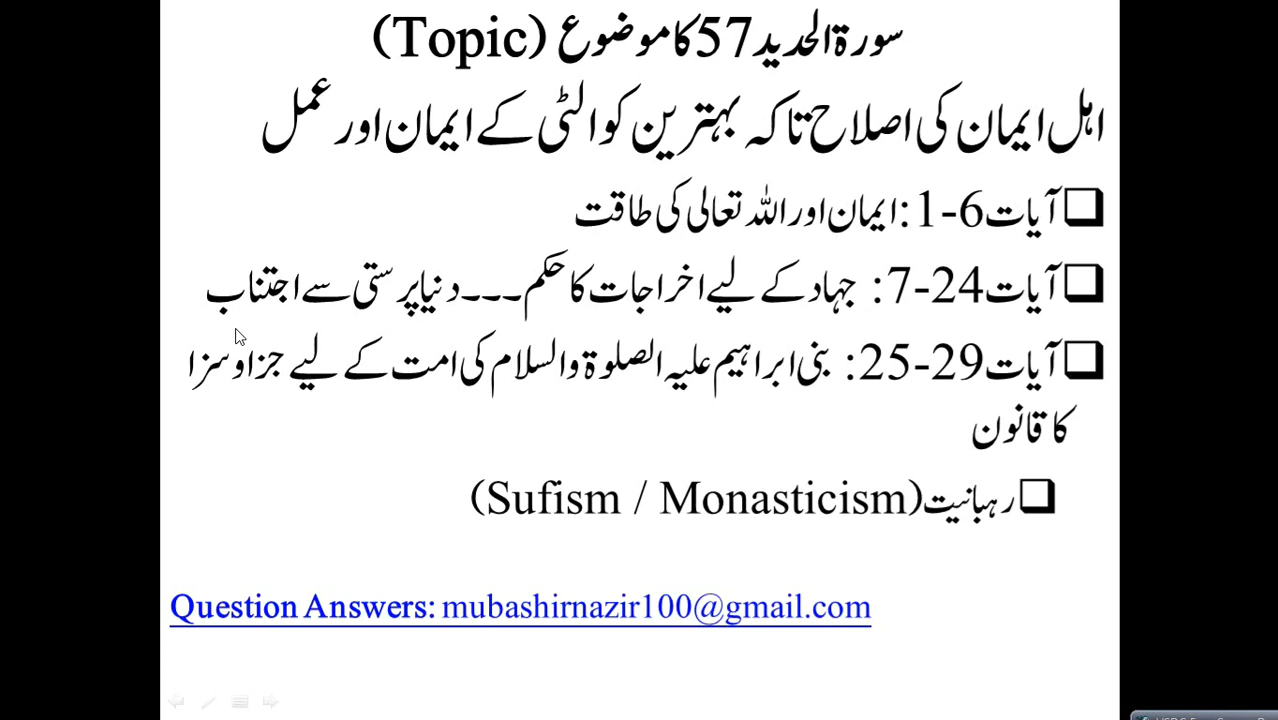 سورۃ الحدید 57 کا موضوع (Topic)
اہل ایمان کی اصلاح تاکہ بہترین کوالٹی کے ایمان اور عمل
❑ آیات 1-6: ایمان اور اللہ تعالی کی طاقت
❑ آیات 7-24: جہاد کے لیے اخراجات کا حکم۔۔۔ دنیا پرستی سے اجتناب
❑ آیات 25-29: بنی ابراہیم علیہ الصلوۃ والسلام کی امت کے لیے جزا و سزا
کا قانون
❑ رہبانیت (Sufism / Monasticism)
Question Answers: mubashirnazir100@gmail.com